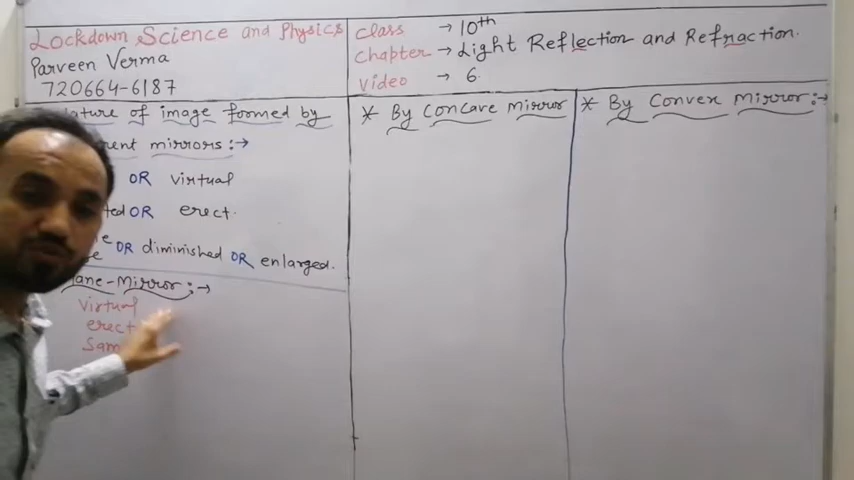 Lockdown Science and Physics
Parveen Verma
720664-6187
class → 10th
chapter → Light Reflection and Refraction.
video → 6.
ature of image formed by
rent mirrors :→
OR virtual
ted OR erect.
OR diminished OR enlarged.
lane-Mirror :→
virtual
erect
Sam
* By Concave mirror
* By Convex mirror :→